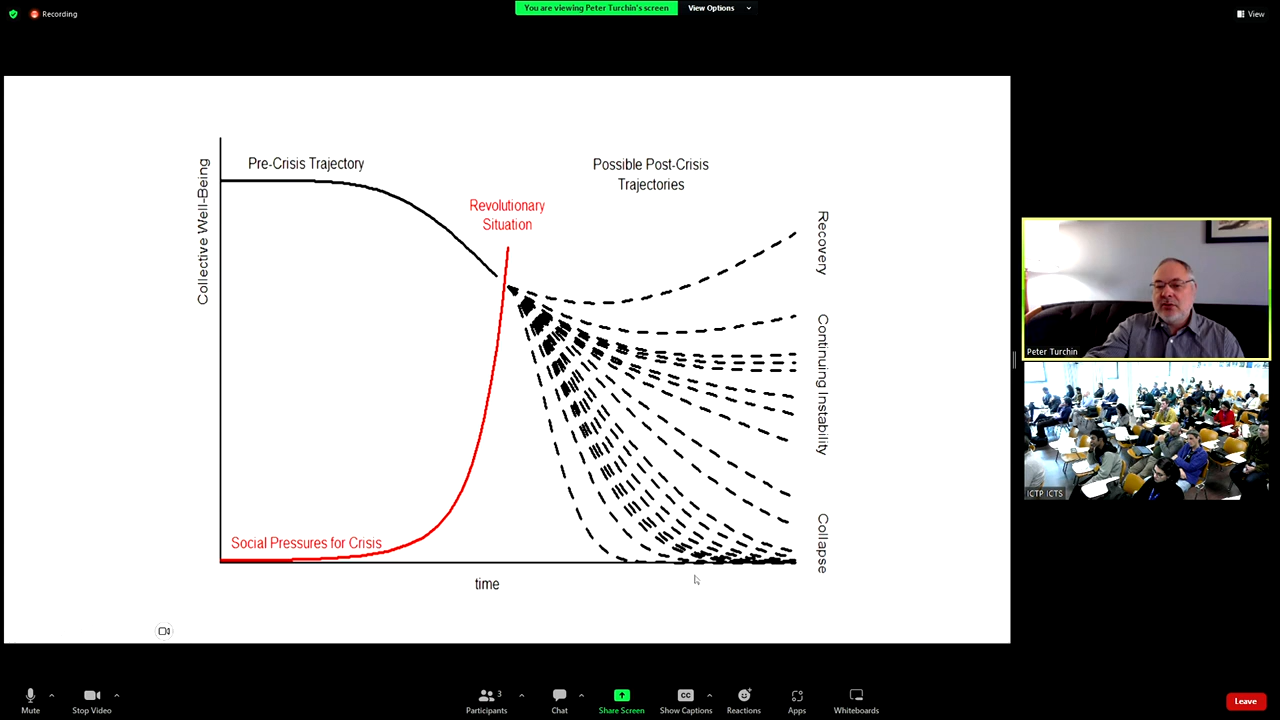 Recording
You are viewing Peter Turchin's screen
View Options
View
Pre-Crisis Trajectory
Possible Post-Crisis
Trajectories
Collective Well-Being
Revolutionary
Situation
Recovery
Continuing Instability
Collapse
Social Pressures for Crisis
time
Peter Turchin
ICTP ICTS
Mute
Stop Video
3
Participants
Chat
Share Screen
CC
Show Captions
Reactions
Apps
Whiteboards
Leave